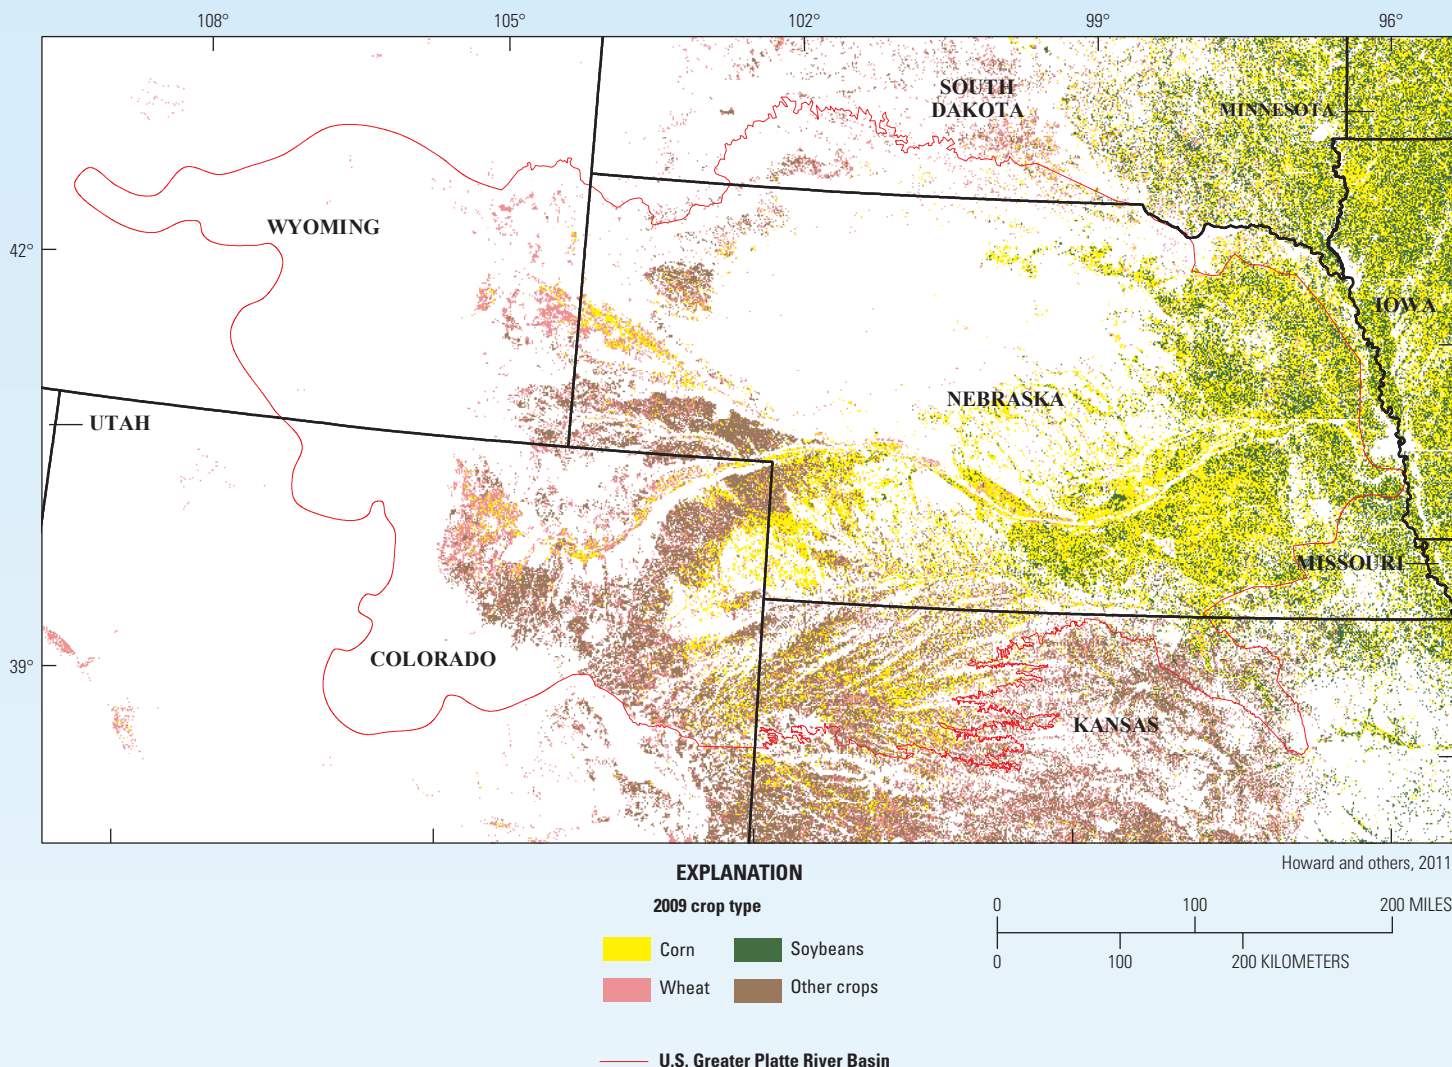 108° 105° 102° 99° 96°
SOUTH
DAKOTA
MINNESOTA
WYOMING
42°
IOWA
NEBRASKA
UTAH
MISSOURI
39°
COLORADO
KANSAS
Howard and others, 2011
EXPLANATION
2009 crop type
Corn Soybeans
Wheat Other crops
U.S. Greater Platte River Basin
0 100 200 MILES
0 100 200 KILOMETERS